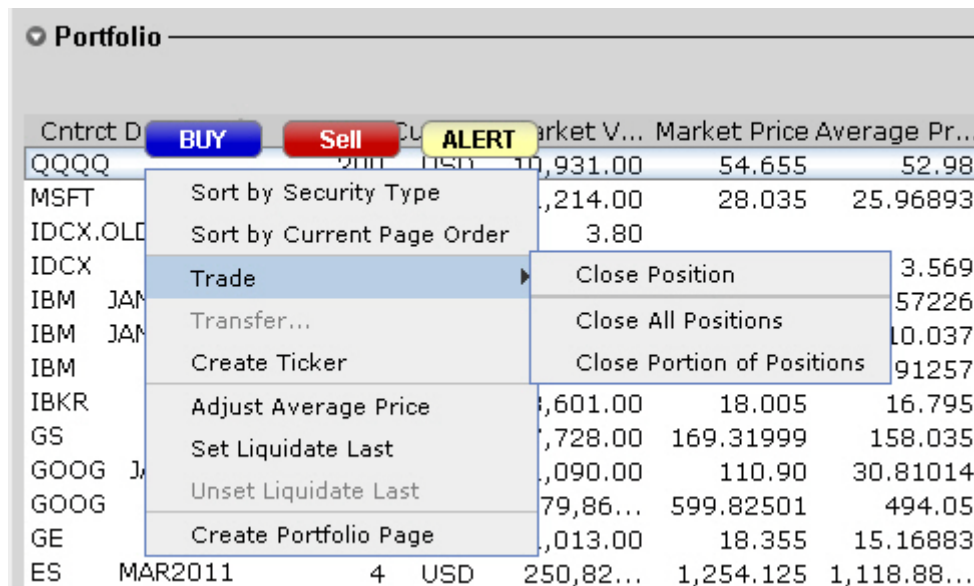 Portfolio
Cntrct D BUY Sell Cu ALERT arket V... Market Price Average Pr...
QQQQ 200 USD 10,931.00 54.655 52.98
MSFT Sort by Security Type ,214.00 28.035 25.96893
IDCX.OLD Sort by Current Page Order 3.80
IDCX Trade Close Position 3.569
IBM JAN Transfer... Close All Positions 57226
IBM JAN Create Ticker Close Portion of Positions 10.037
IBM 91257
IBKR Adjust Average Price ,601.00 18.005 16.795
GS Set Liquidate Last ,728.00 169.31999 158.035
GOOG JA Unset Liquidate Last ,090.00 110.90 30.81014
GOOG 79,86... 599.82501 494.05
GE Create Portfolio Page ,013.00 18.355 15.16883
ES MAR2011 4 USD 250,82... 1,254.125 1,118.88...